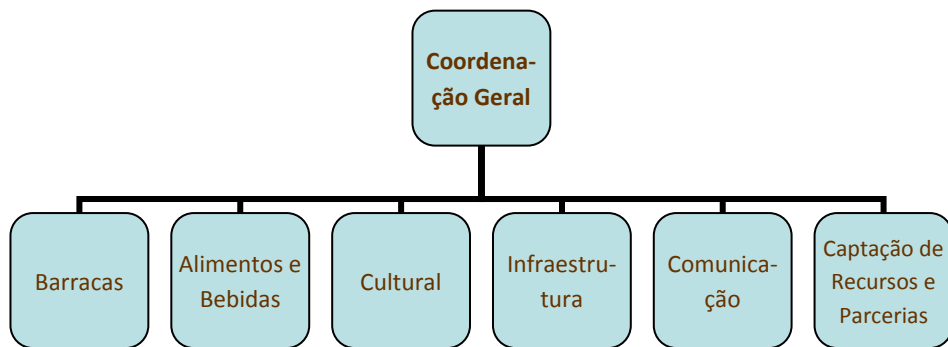 Coordena-
ção Geral
Barracas
Alimentos e
Bebidas
Cultural
Infraestru-
tura
Comunica-
ção
Captação de
Recursos e
Parcerias